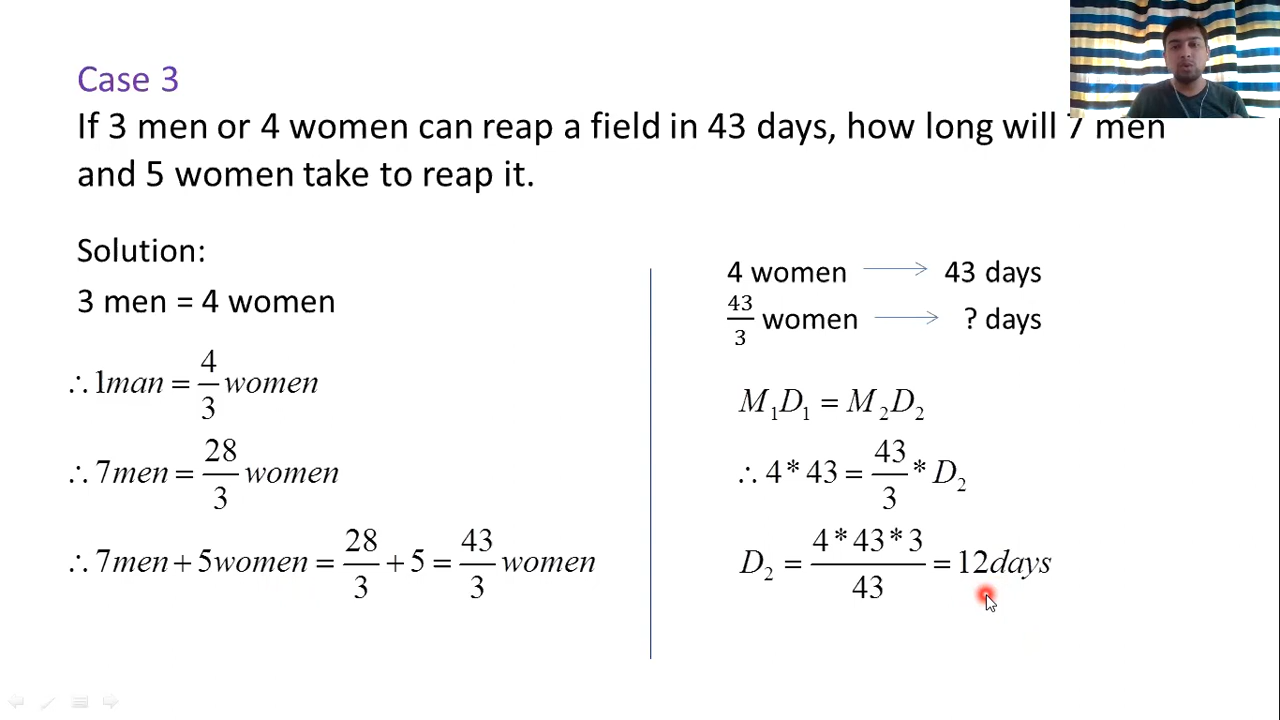 Case 3
If 3 men or 4 women can reap a field in 43 days, how long will 7 men
and 5 women take to reap it.
Solution:
3 men = 4 women
∴ 1man = 4/3 women
∴ 7men = 28/3 women
∴ 7men + 5women = 28/3 + 5 = 43/3 women
4 women → 43 days
43/3 women → ? days
M₁D₁ = M₂D₂
∴ 4 * 43 = 43/3 * D₂
D₂ = 4 * 43 * 3/43 = 12days